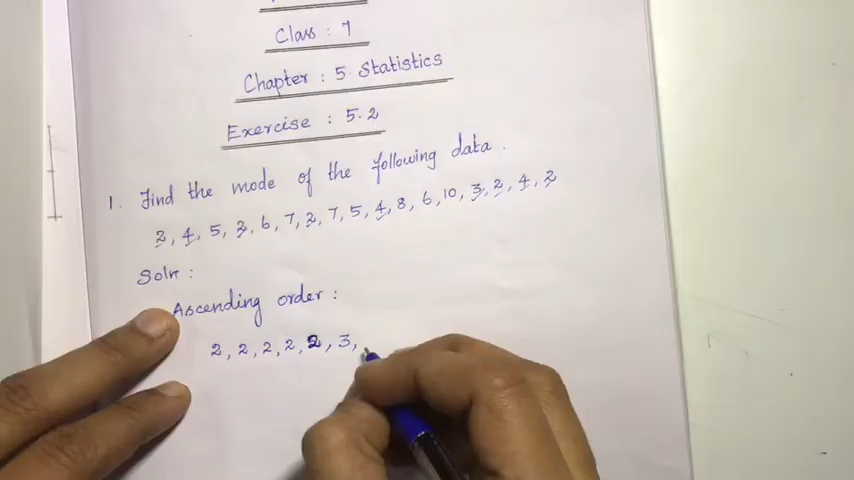 Class : 7
Chapter : 5. Statistics
Exercise : 5.2
1. Find the mode of the following data.
2, 4, 5, 2, 6, 7, 2, 7, 5, 4, 8, 6, 10, 3, 2, 4, 2
Soln :
Ascending order :
2, 2, 2, 2, 2, 3,